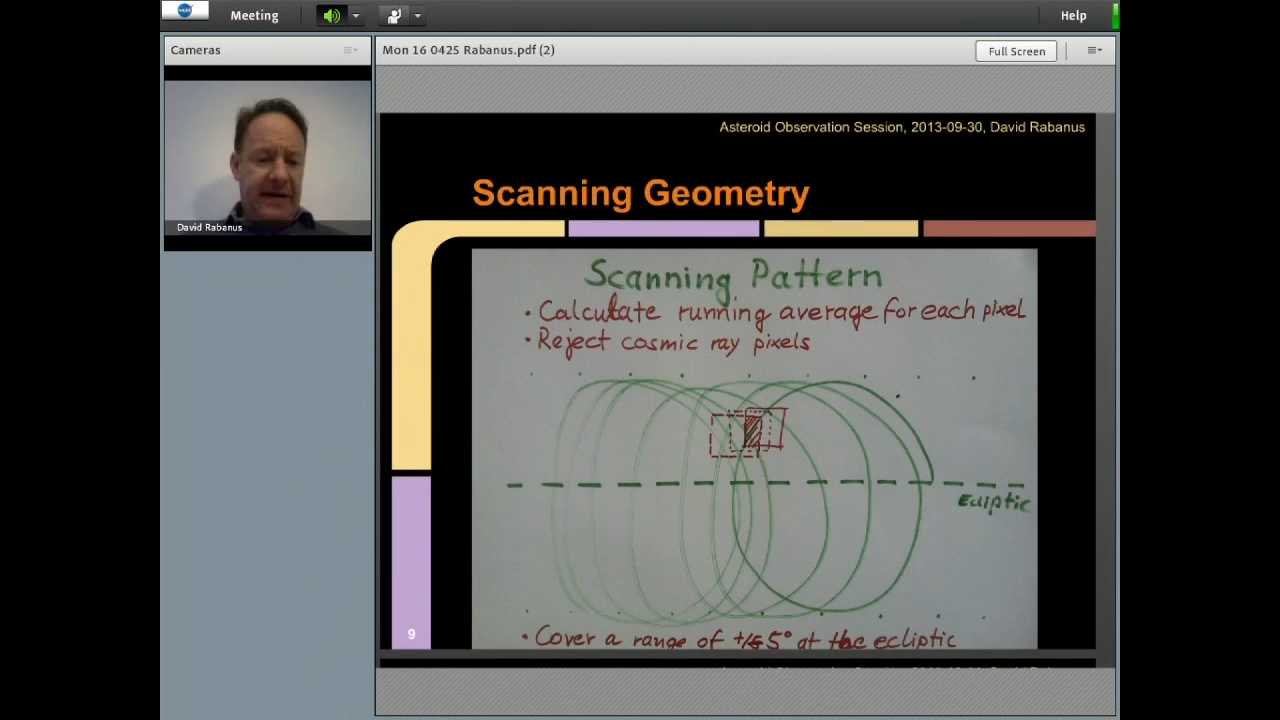 Meeting
Help
Cameras
David Rabanus
Mon 16 0425 Rabanus.pdf (2)
Full Screen
Asteroid Observation Session, 2013-09-30, David Rabanus
Scanning Geometry
Scanning Pattern
• Calculate running average for each pixel
• Reject cosmic ray pixels
Ecliptic
• Cover a range of +/- 5° at the ecliptic
9